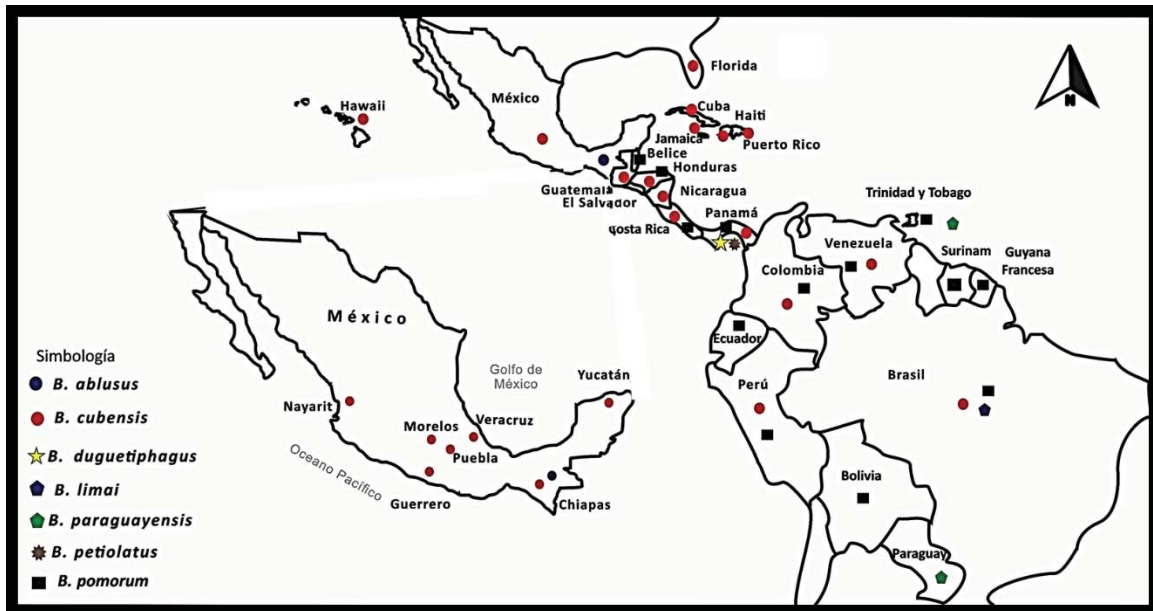 Florida
México
Hawaii
Cuba
Haiti
Jamaica
Puerto Rico
Belice
Honduras
Guatemala
El Salvador
Nicaragua
Trinidad y Tobago
Panamá
Costa Rica
Venezuela
Surinam
Guyana
Francesa
Colombia
Ecuador
Perú
Brasil
Bolivia
Paraguay
N
México
Golfo de
México
Yucatán
Nayarit
Morelos
Veracruz
Puebla
Oceano Pacífico
Guerrero
Chiapas
Simbología
B. ablusus
B. cubensis
B. duguetiphagus
B. limai
B. paraguayensis
B. petiolatus
B. pomorum